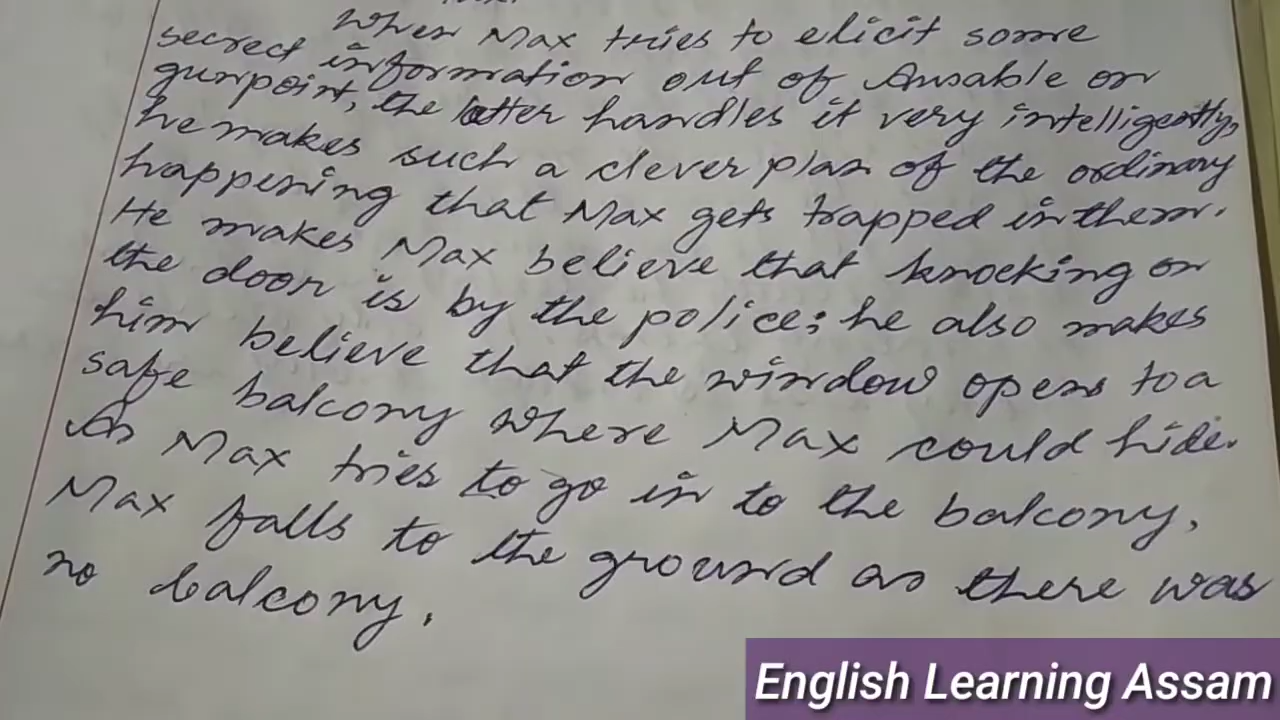 When Max tries to elicit some
secrect information out of Ausable on
gunpoint, the latter handles it very intelligently,
he makes such a clever plan of the ordinary
happening that Max gets trapped in them.
He makes Max believe that knocking on
the door is by the police; he also makes
him believe that the window opens to a
safe balcony where Max could hide.
As Max tries to go in to the balcony,
Max falls to the ground as there was
no balcony.
English Learning Assam